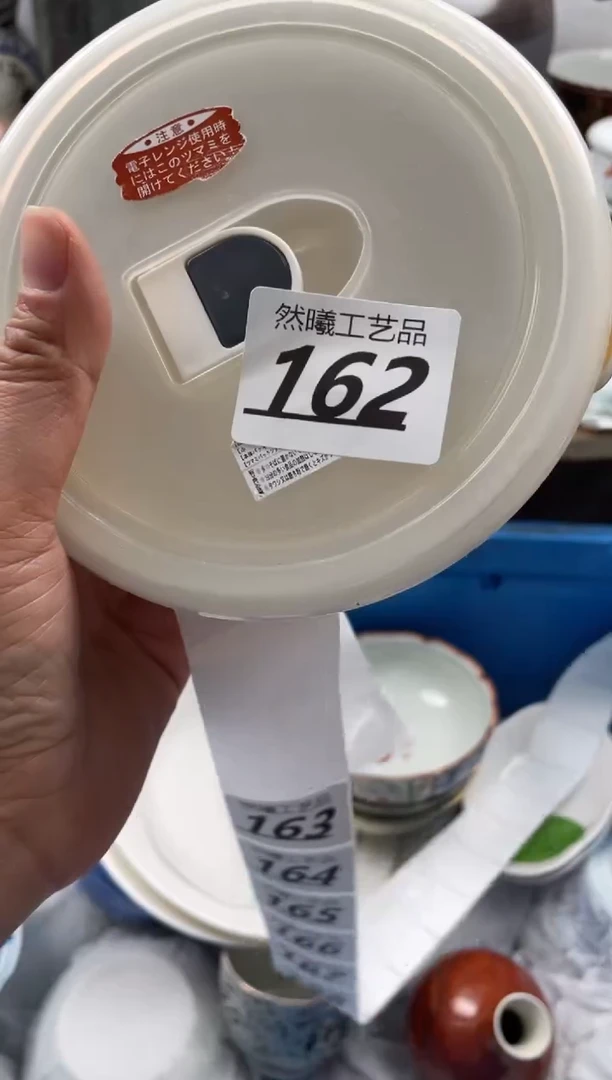 注意
電子レンジ使用時
にはこのツマミを
開けてください。
然曦工艺品
162
163
164
165
166
167